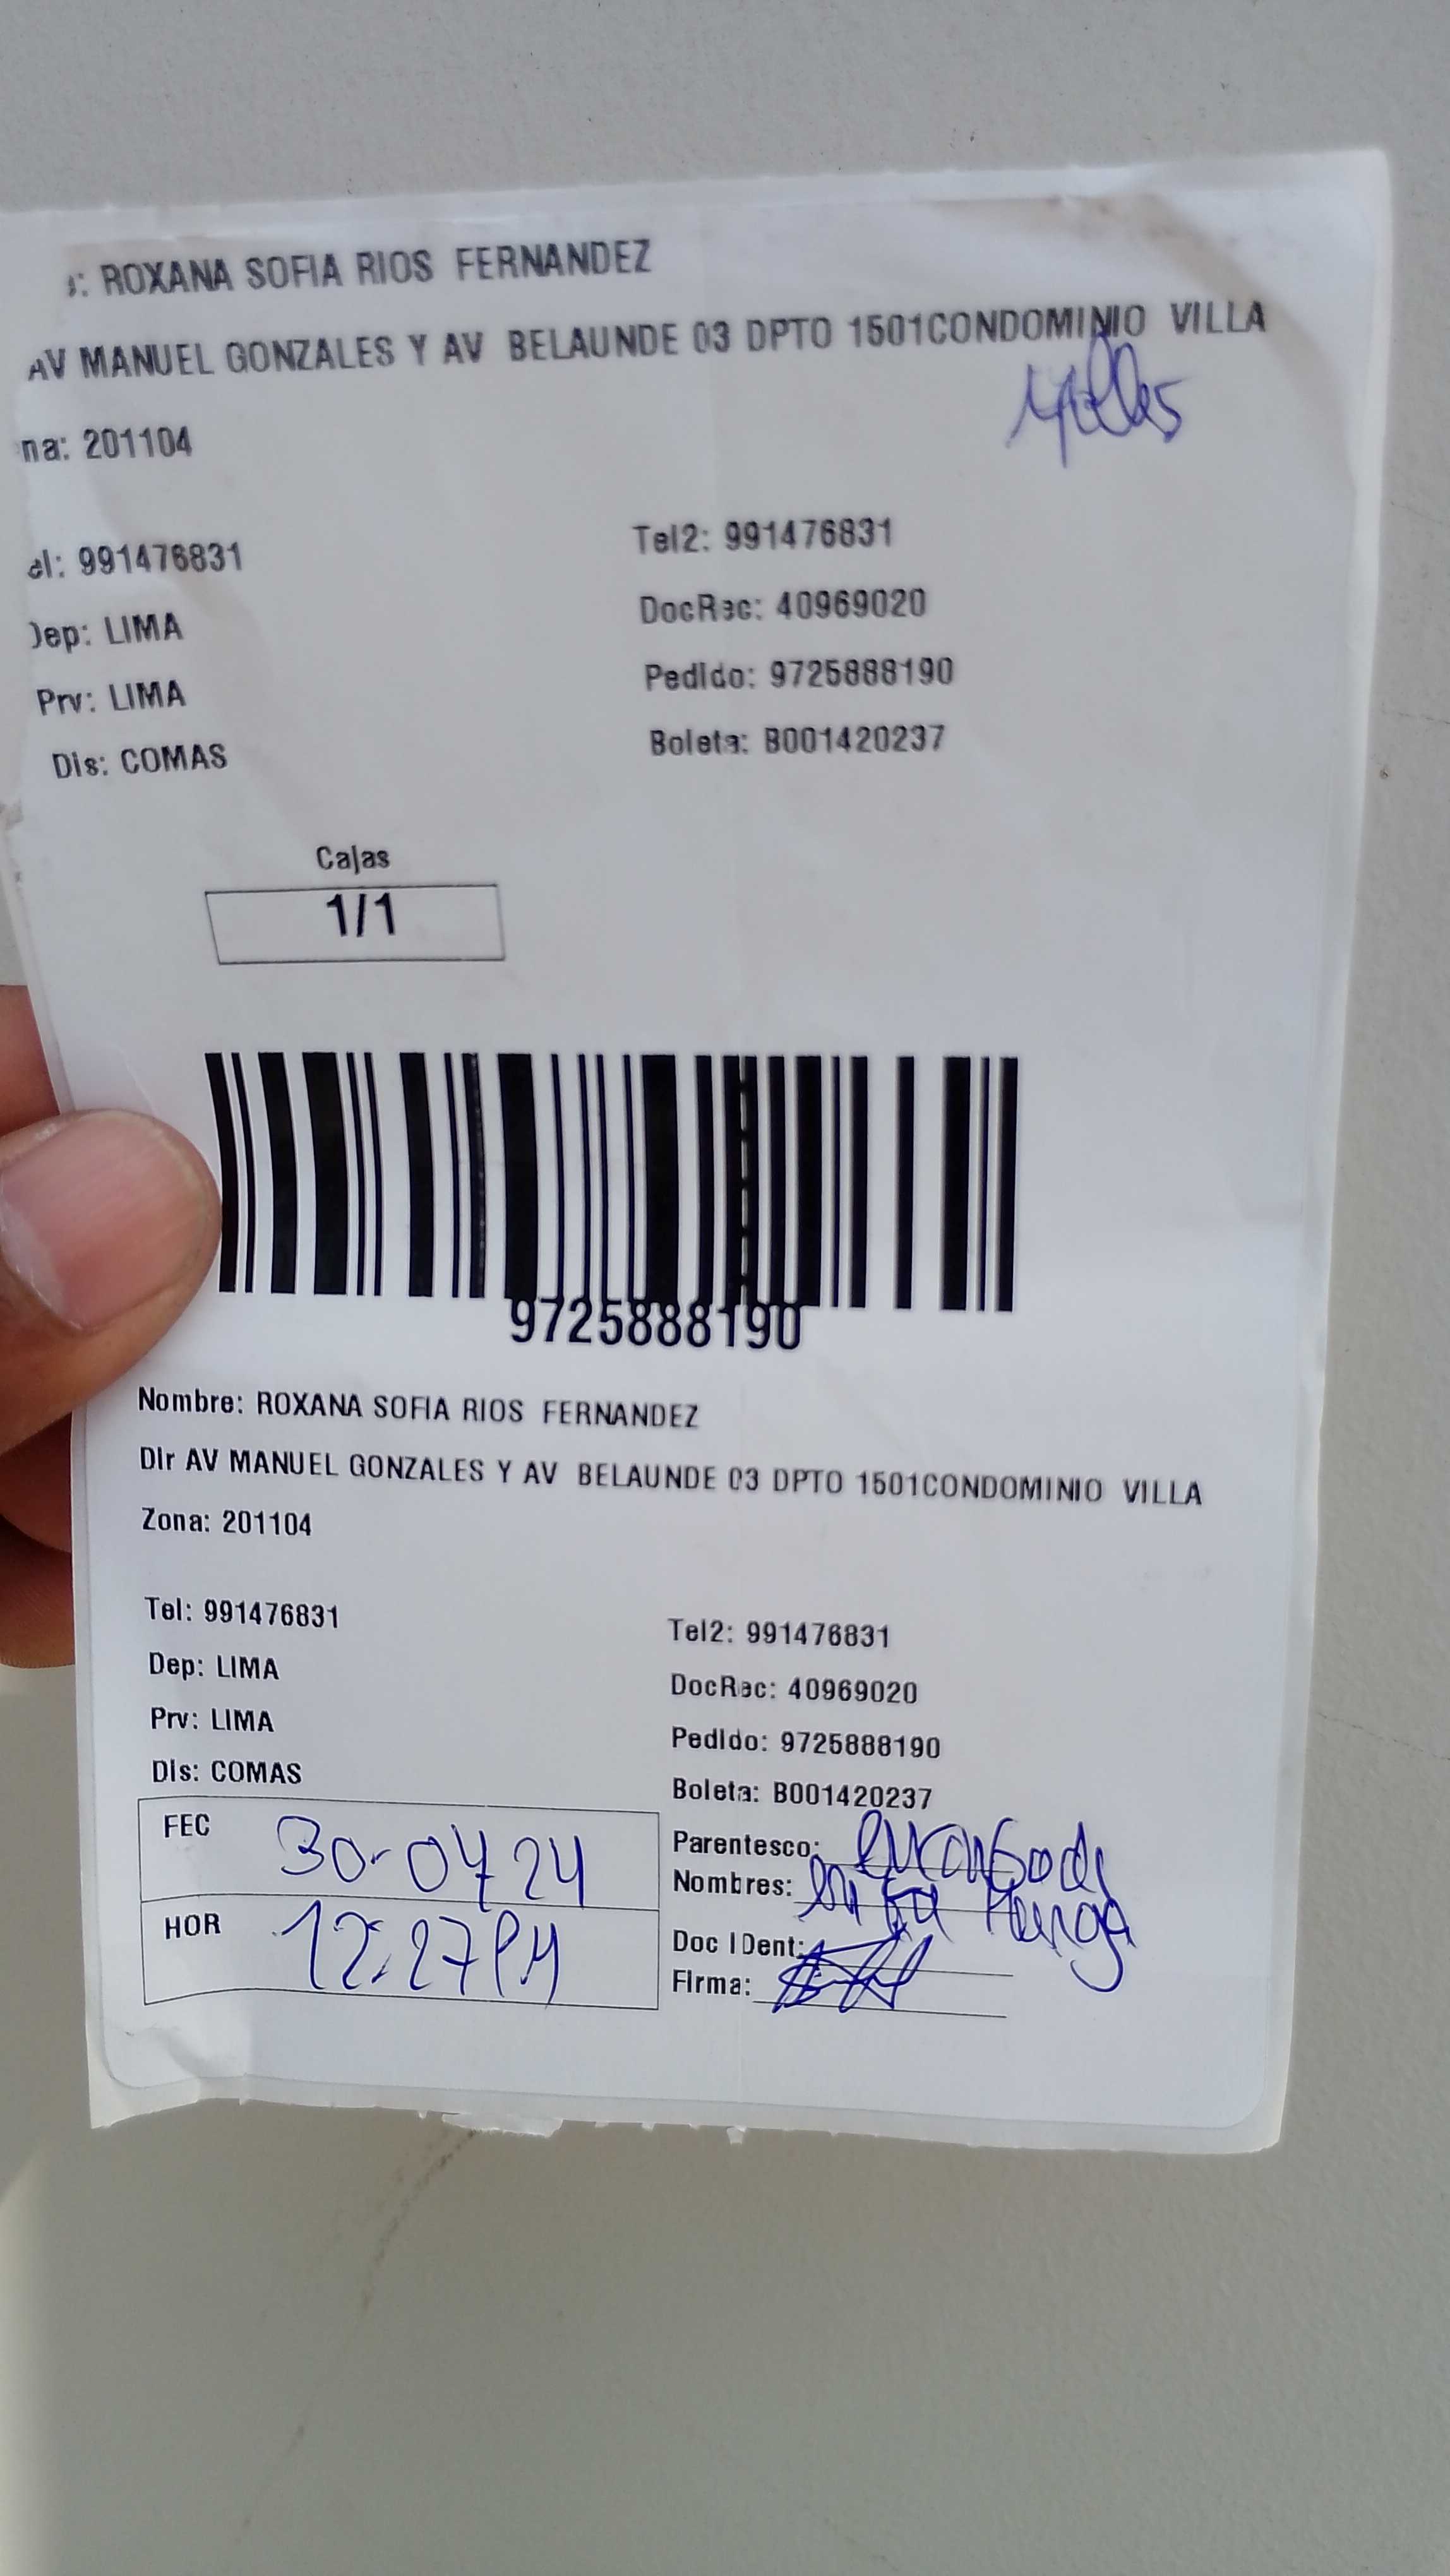 : ROXANA SOFIA RIOS FERNANDEZ
AV MANUEL GONZALES Y AV BELAUNDE 03 DPTO 1501CONDOMINIO VILLA
na: 201104
el: 991476831
Tel2: 991476831
Dep: LIMA
DocRec: 40969020
Prv: LIMA
Pedido: 9725888190
Dis: COMAS
Boleta: B001420237
Cajas
1/1
9725888190
Nombre: ROXANA SOFIA RIOS FERNANDEZ
Dir AV MANUEL GONZALES Y AV BELAUNDE 03 DPTO 1501CONDOMINIO VILLA
Zona: 201104
Tel: 991476831
Tel2: 991476831
Dep: LIMA
DocRec: 40969020
Prv: LIMA
Pedido: 9725888190
Dis: COMAS
Boleta: B001420237
FEC 30-04 24
Parentesco:
Nombres:
HOR 12:27PM
Doc IDent:
Firma: